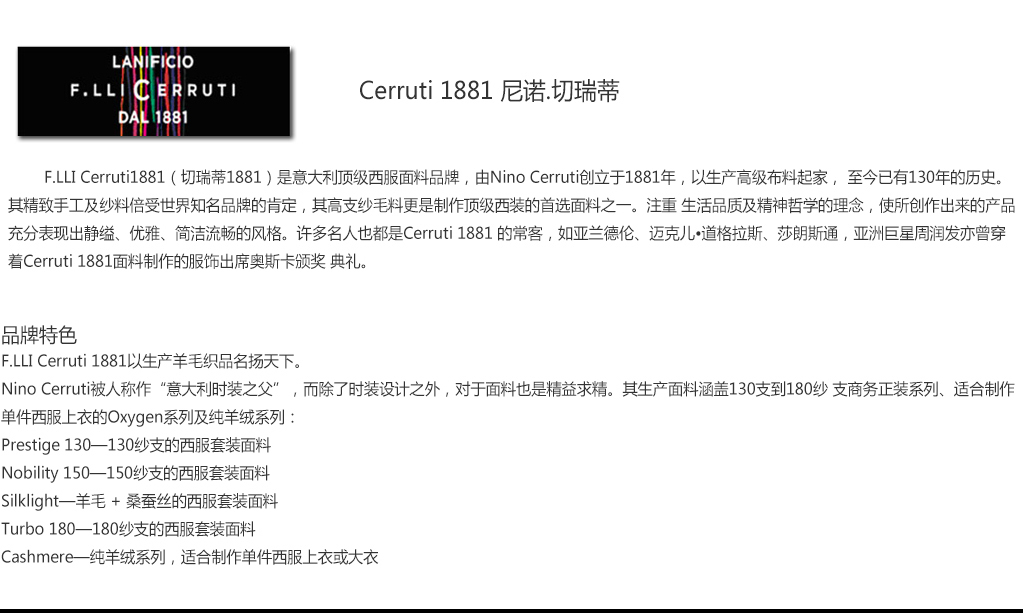 LANIFICIO
F.LLI CERRUTI
DAL 1881
Cerruti 1881 尼诺.切瑞蒂
F.LLI Cerruti1881（切瑞蒂1881）是意大利顶级西服面料品牌，由Nino Cerruti创立于1881年，以生产高级布料起家， 至今已有130年的历史。
其精致手工及纱料倍受世界知名品牌的肯定，其高支纱毛料更是制作顶级西装的首选面料之一。注重 生活品质及精神哲学的理念，使所创作出来的产品
充分表现出静缢、优雅、简洁流畅的风格。许多名人也都是Cerruti 1881 的常客，如亚兰德伦、迈克儿•道格拉斯、莎朗斯通，亚洲巨星周润发亦曾穿
着Cerruti 1881面料制作的服饰出席奥斯卡颁奖 典礼。
品牌特色
F.LLI Cerruti 1881以生产羊毛织品名扬天下。
Nino Cerruti被人称作“意大利时装之父”，而除了时装设计之外，对于面料也是精益求精。其生产面料涵盖130支到180纱 支商务正装系列、适合制作
单件西服上衣的Oxygen系列及纯羊绒系列：
Prestige 130—130纱支的西服套装面料
Nobility 150—150纱支的西服套装面料
Silklight—羊毛 + 桑蚕丝的西服套装面料
Turbo 180—180纱支的西服套装面料
Cashmere—纯羊绒系列，适合制作单件西服上衣或大衣